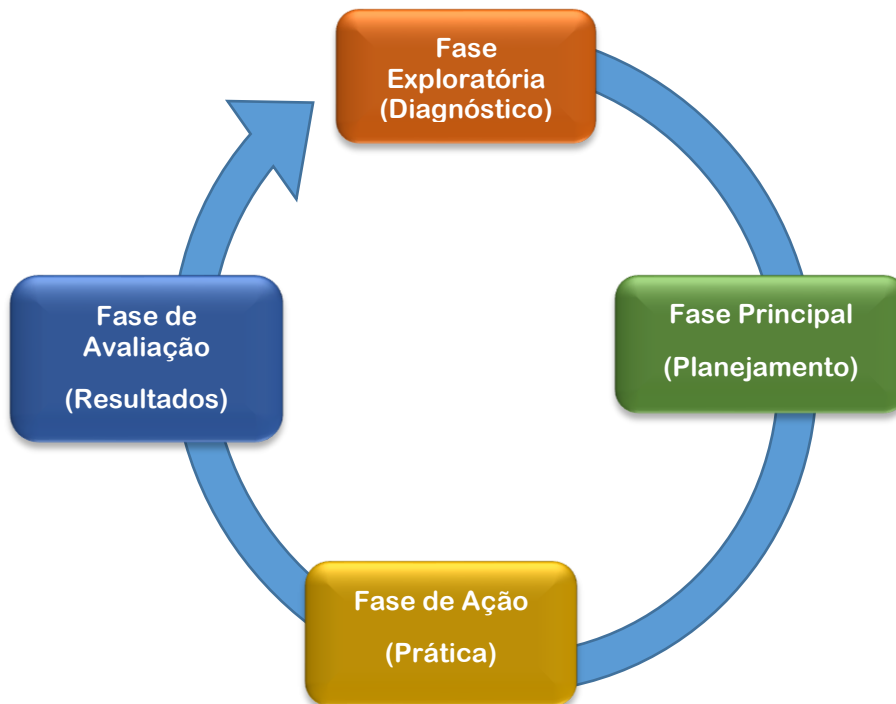 Fase
Exploratória
(Diagnóstico)
Fase Principal
(Planejamento)
Fase de Ação
(Prática)
Fase de
Avaliação
(Resultados)